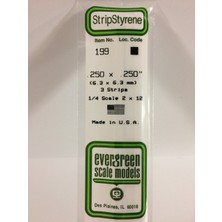 StripStyrene
Item No. Loc. Code
199
.250 x .250"
(6.3 x 6.3 mm)
3 Strips
1/4 Scale 2 x 12
Made in U.S.A.
evergreen
scale models
Des Plaines, IL 60018